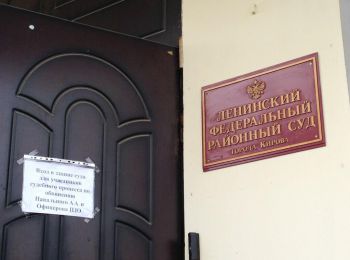 Вход в здание суда
для участников
судебного процесса по
обвинению
Навального А.А. и
Офицерова П.Ю.
ЛЕНИНСКИЙ
ФЕДЕРАЛЬНЫЙ
РАЙОННЫЙ СУД
ГОРОДА КИРОВА